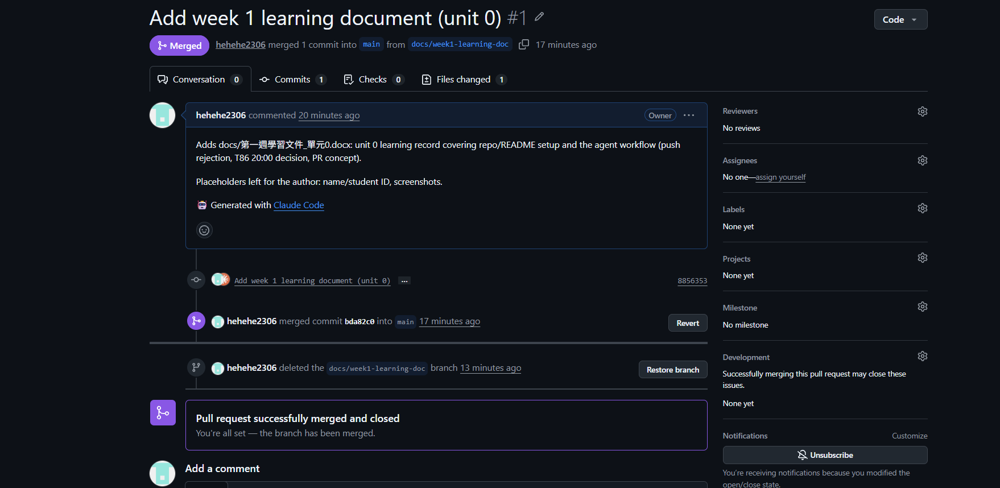 Add week 1 learning document (unit 0) #1
Code
Merged
hehehe2306 merged 1 commit into main from docs/week1-learning-doc 17 minutes ago
Conversation 0
Commits 1
Checks 0
Files changed 1
hehehe2306 commented 20 minutes ago
Owner
Adds docs/第一週學習文件_單元0.docx: unit 0 learning record covering repo/README setup and the agent workflow (push
rejection, T86 20:00 decision, PR concept).
Placeholders left for the author: name/student ID, screenshots.
Generated with Claude Code
Add week 1 learning document (unit 0) ...
8856353
hehehe2306 merged commit bda82c0 into main 17 minutes ago
Revert
hehehe2306 deleted the docs/week1-learning-doc branch 13 minutes ago
Restore branch
Pull request successfully merged and closed
You're all set — the branch has been merged.
Add a comment
Reviewers
No reviews
Assignees
No one—assign yourself
Labels
None yet
Projects
None yet
Milestone
No milestone
Development
Successfully merging this pull request may close these
issues.
None yet
Notifications
Customize
Unsubscribe
You're receiving notifications because you modified the
open/close state.